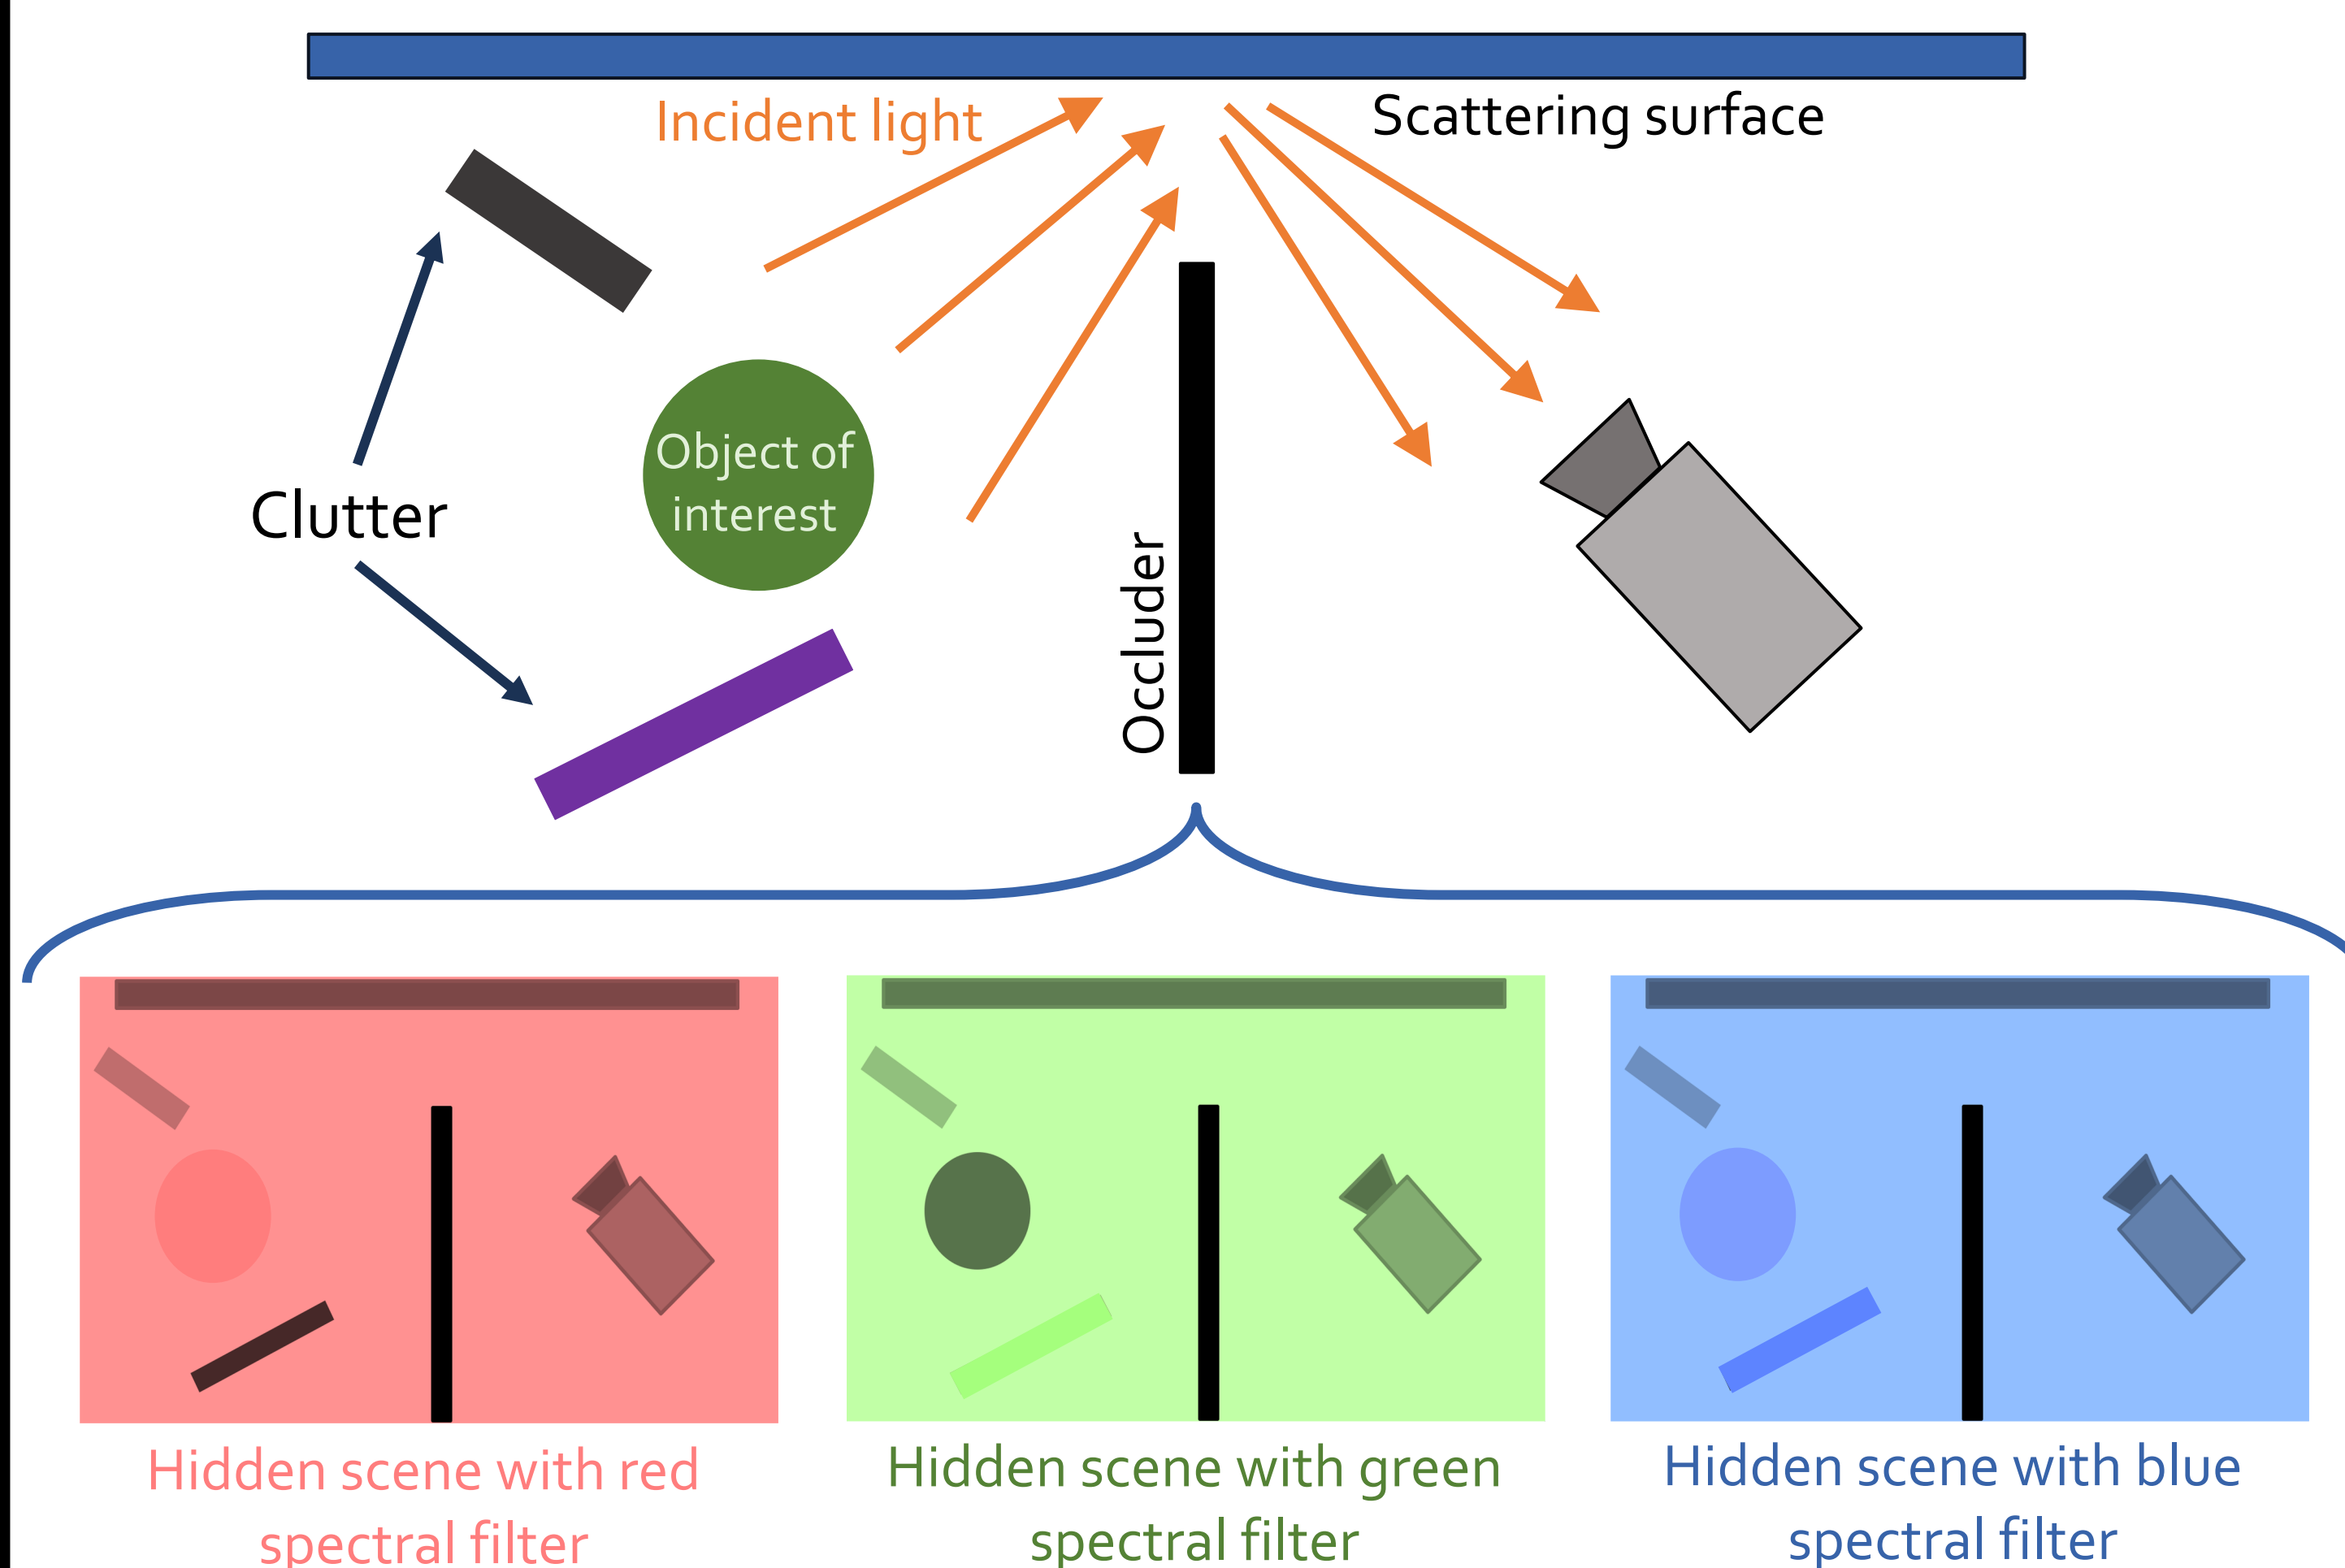 Incident light
Scattering surface
Object of
interest
Clutter
Occluder
Hidden scene with red
spectral filter
Hidden scene with green
spectral filter
Hidden scene with blue
spectral filter